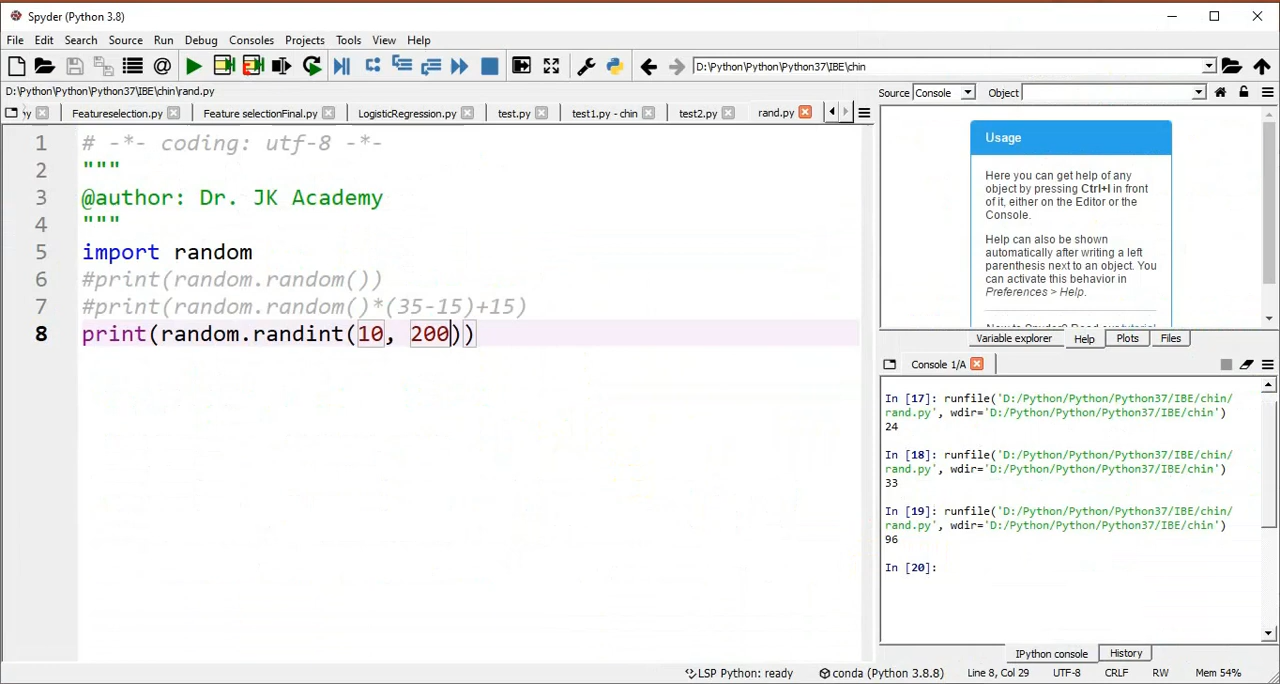 Spyder (Python 3.8)
File Edit Search Source Run Debug Consoles Projects Tools View Help
D:\Python\Python\Python37\IBE\chin
D:\Python\Python\Python37\IBE\chin\rand.py
Source Console Object
Featureselection.py Feature selectionFinal.py LogisticRegression.py test.py test1.py - chin test2.py rand.py
1 # -*- coding: utf-8 -*-
2 """
3 @author: Dr. JK Academy
4 """
5 import random
6 #print(random.random())
7 #print(random.random()*(35-15)+15)
8 print(random.randint(10, 200))
Usage
Here you can get help of any
object by pressing Ctrl+I in front
of it, either on the Editor or the
Console.
Help can also be shown
automatically after writing a left
parenthesis next to an object. You
can activate this behavior in
Preferences > Help.
New to Spyder? Read our tutorial
Variable explorer Help Plots Files
Console 1/A
In [17]: runfile('D:/Python/Python/Python37/IBE/chin/
rand.py', wdir='D:/Python/Python/Python37/IBE/chin')
24
In [18]: runfile('D:/Python/Python/Python37/IBE/chin/
rand.py', wdir='D:/Python/Python/Python37/IBE/chin')
33
In [19]: runfile('D:/Python/Python/Python37/IBE/chin/
rand.py', wdir='D:/Python/Python/Python37/IBE/chin')
96
In [20]:
IPython console History
LSP Python: ready conda (Python 3.8.8) Line 8, Col 29 UTF-8 CRLF RW Mem 54%